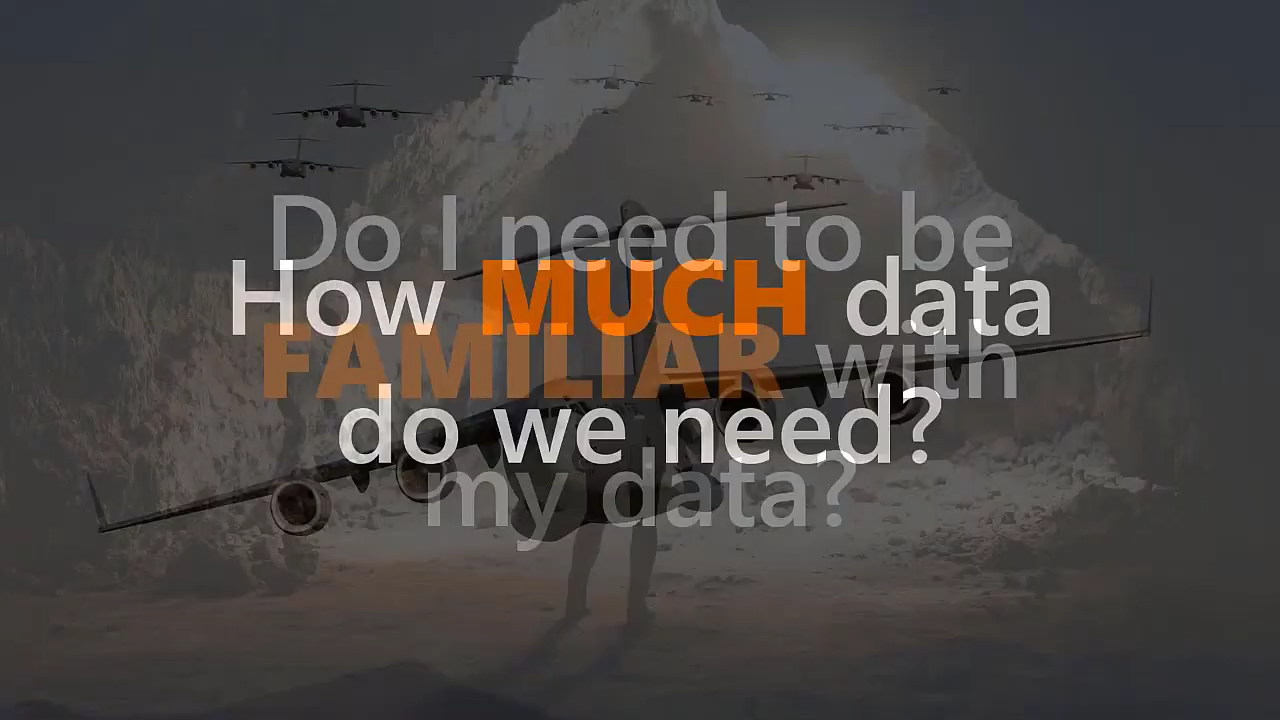 Do I need to be
FAMILIAR with
my data?
How MUCH data
do we need?